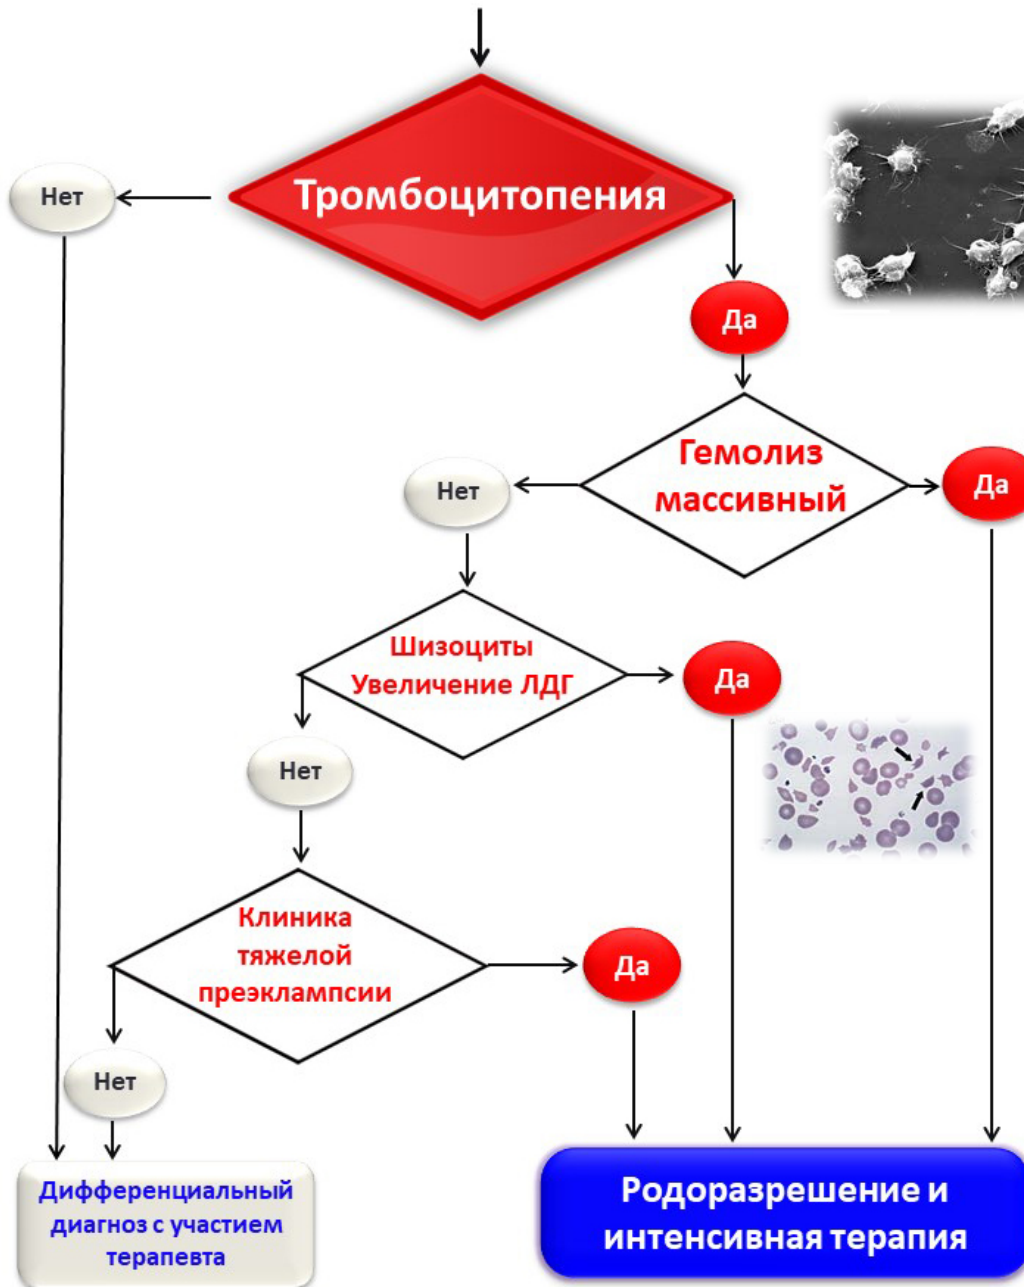 Тромбоцитопения
Нет
Да
Гемолиз
массивный
Нет
Да
Шизоциты
Увеличение ЛДГ
Да
Нет
Клиника
тяжелой
преэклампсии
Да
Нет
Дифференциальный
диагноз с участием
терапевта
Родоразрешение и
интенсивная терапия